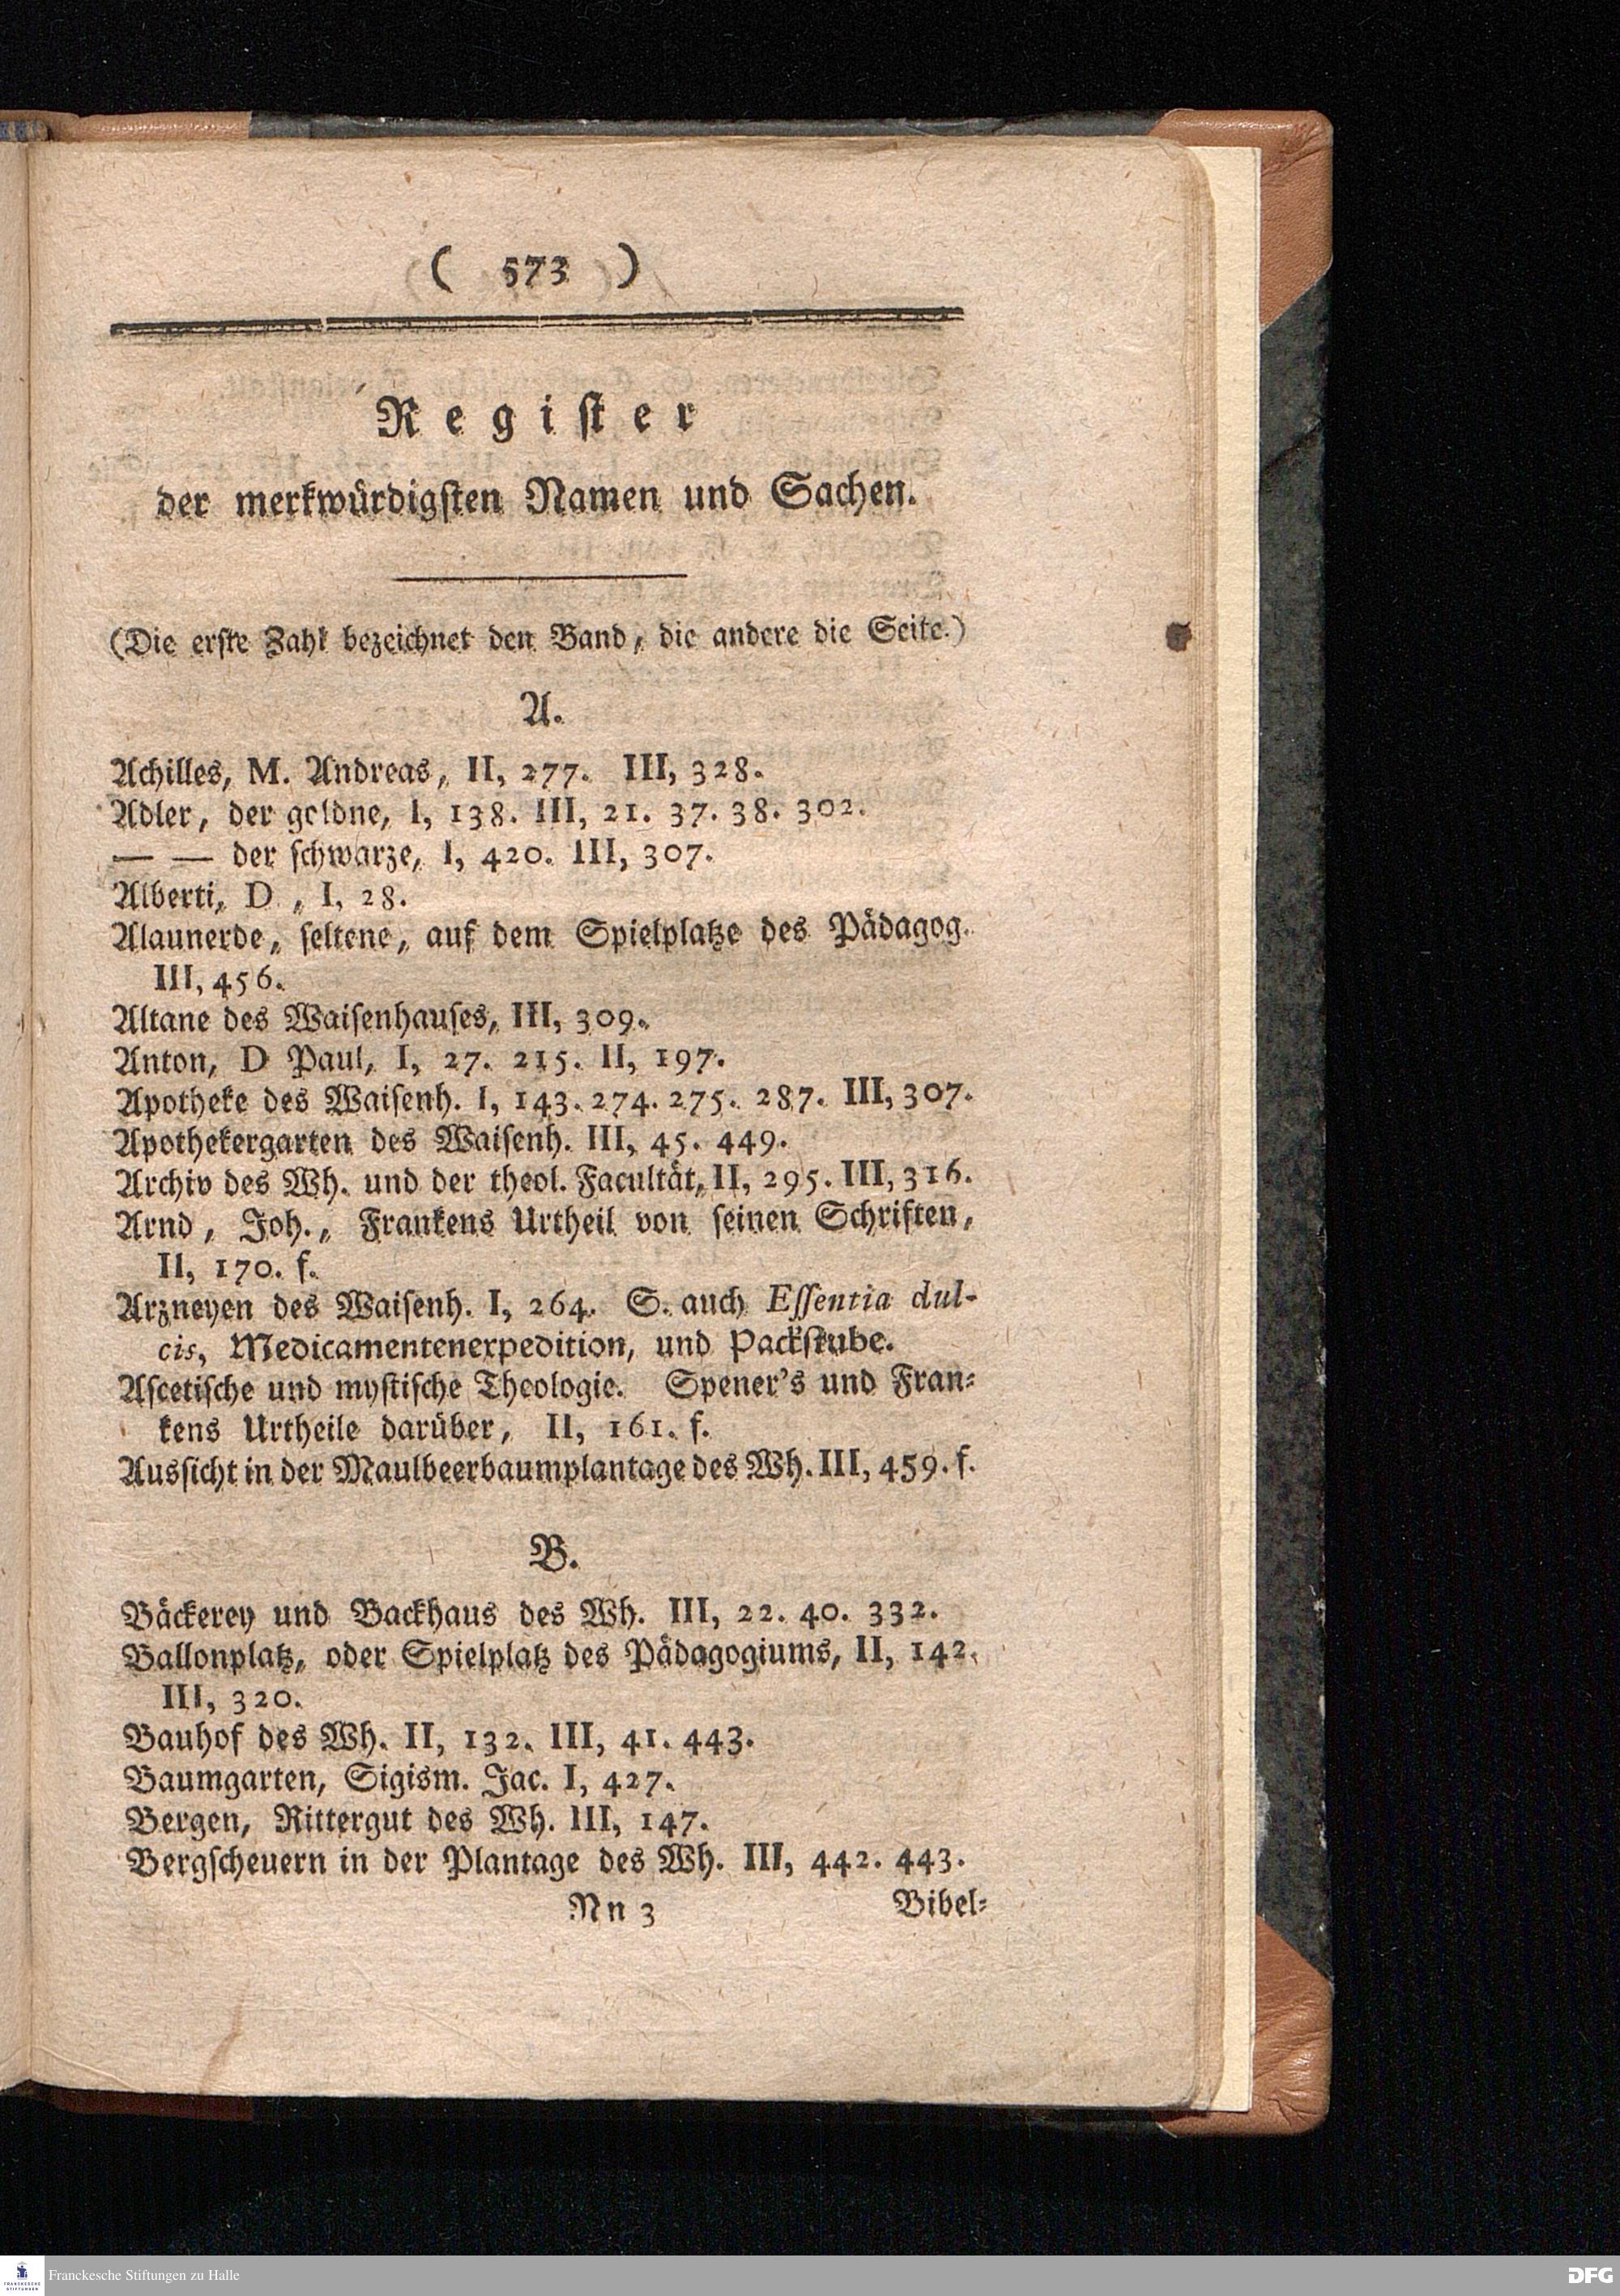 ( 573 )
Register
der merkwürdigsten Namen und Sachen.
(Die erste Zahl bezeichnet den Band, die andere die Seite.)
A.
Achilles, M. Andreas, II, 277. III, 328.
Adler, der goldne, I, 138. III, 21. 37. 38. 302.
— — der schwarze, I, 420. III, 307.
Alberti, D , I, 28.
Alaunerde, seltene, auf dem Spielplatze des Pädagog.
III, 456.
Altane des Waisenhauses, III, 309.
Anton, D Paul, I, 27. 215. II, 197.
Apotheke des Waisenh. I, 143. 274. 275. 287. III, 307.
Apothekergarten des Waisenh. III, 45. 449.
Archiv des Wh. und der theol. Facultät, II, 295. III, 316.
Arnd, Joh., Frankens Urtheil von seinen Schriften,
II, 170. f.
Arzneyen des Waisenh. I, 264. S. auch Essentia dul-
cis, Medicamentenexpedition, und Packstube.
Ascetische und mystische Theologie. Spener's und Fran-
kens Urtheile darüber, II, 161. f.
Aussicht in der Maulbeerbaumplantage des Wh. III, 459. f.
B.
Bäckerey und Backhaus des Wh. III, 22. 40. 332.
Ballonplatz, oder Spielplatz des Pädagogiums, II, 142.
III, 320.
Bauhof des Wh. II, 132. III, 41. 443.
Baumgarten, Sigism. Jac. I, 427.
Bergen, Rittergut des Wh. III, 147.
Bergscheuern in der Plantage des Wh. III, 442. 443.
Nn 3 Bibel-
FRANCKESCHE STIFTUNGEN
Franckesche Stiftungen zu Halle
DFG